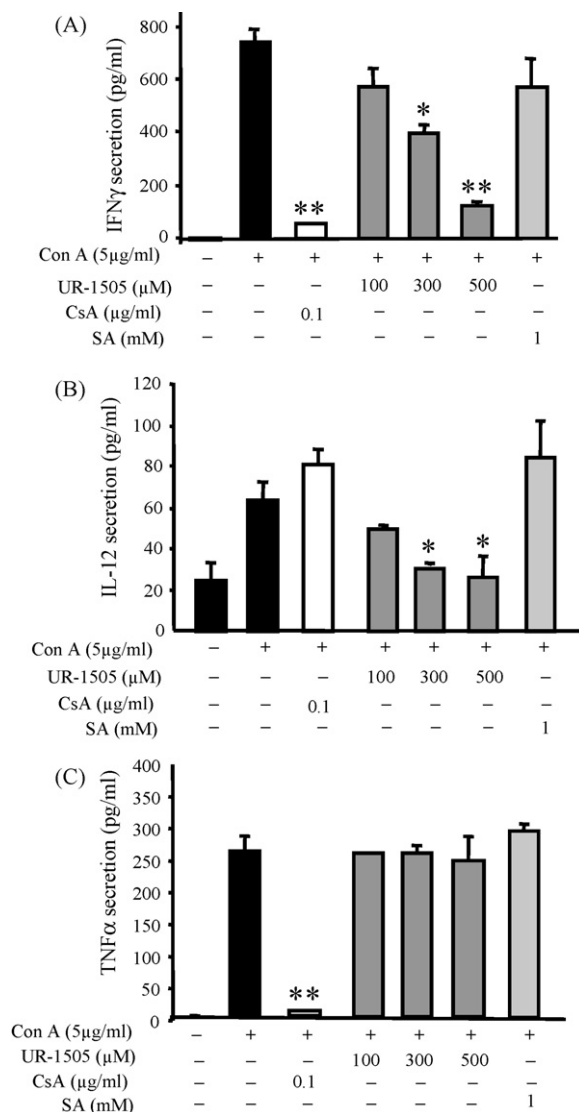 (A)
IFNγ secretion (pg/ml)
800
600
400
200
0
**
*
**
Con A (5μg/ml) – + + + + + +
UR-1505 (μM) – – – 100 300 500 –
CsA (μg/ml) – – 0.1 – – – –
SA (mM) – – – – – – 1
(B)
IL-12 secretion (pg/ml)
120
100
80
60
40
20
0
*
*
Con A (5μg/ml) – + + + + + +
UR-1505 (μM) – – – 100 300 500 –
CsA (μg/ml) – – 0.1 – – – –
SA (mM) – – – – – – 1
(C)
TNFα secretion (pg/ml)
400
350
300
250
200
150
100
50
0
**
Con A (5μg/ml) – + + + + + +
UR-1505 (μM) – – – 100 300 500 –
CsA (μg/ml) – – 0.1 – – – –
SA (mM) – – – – – – 1